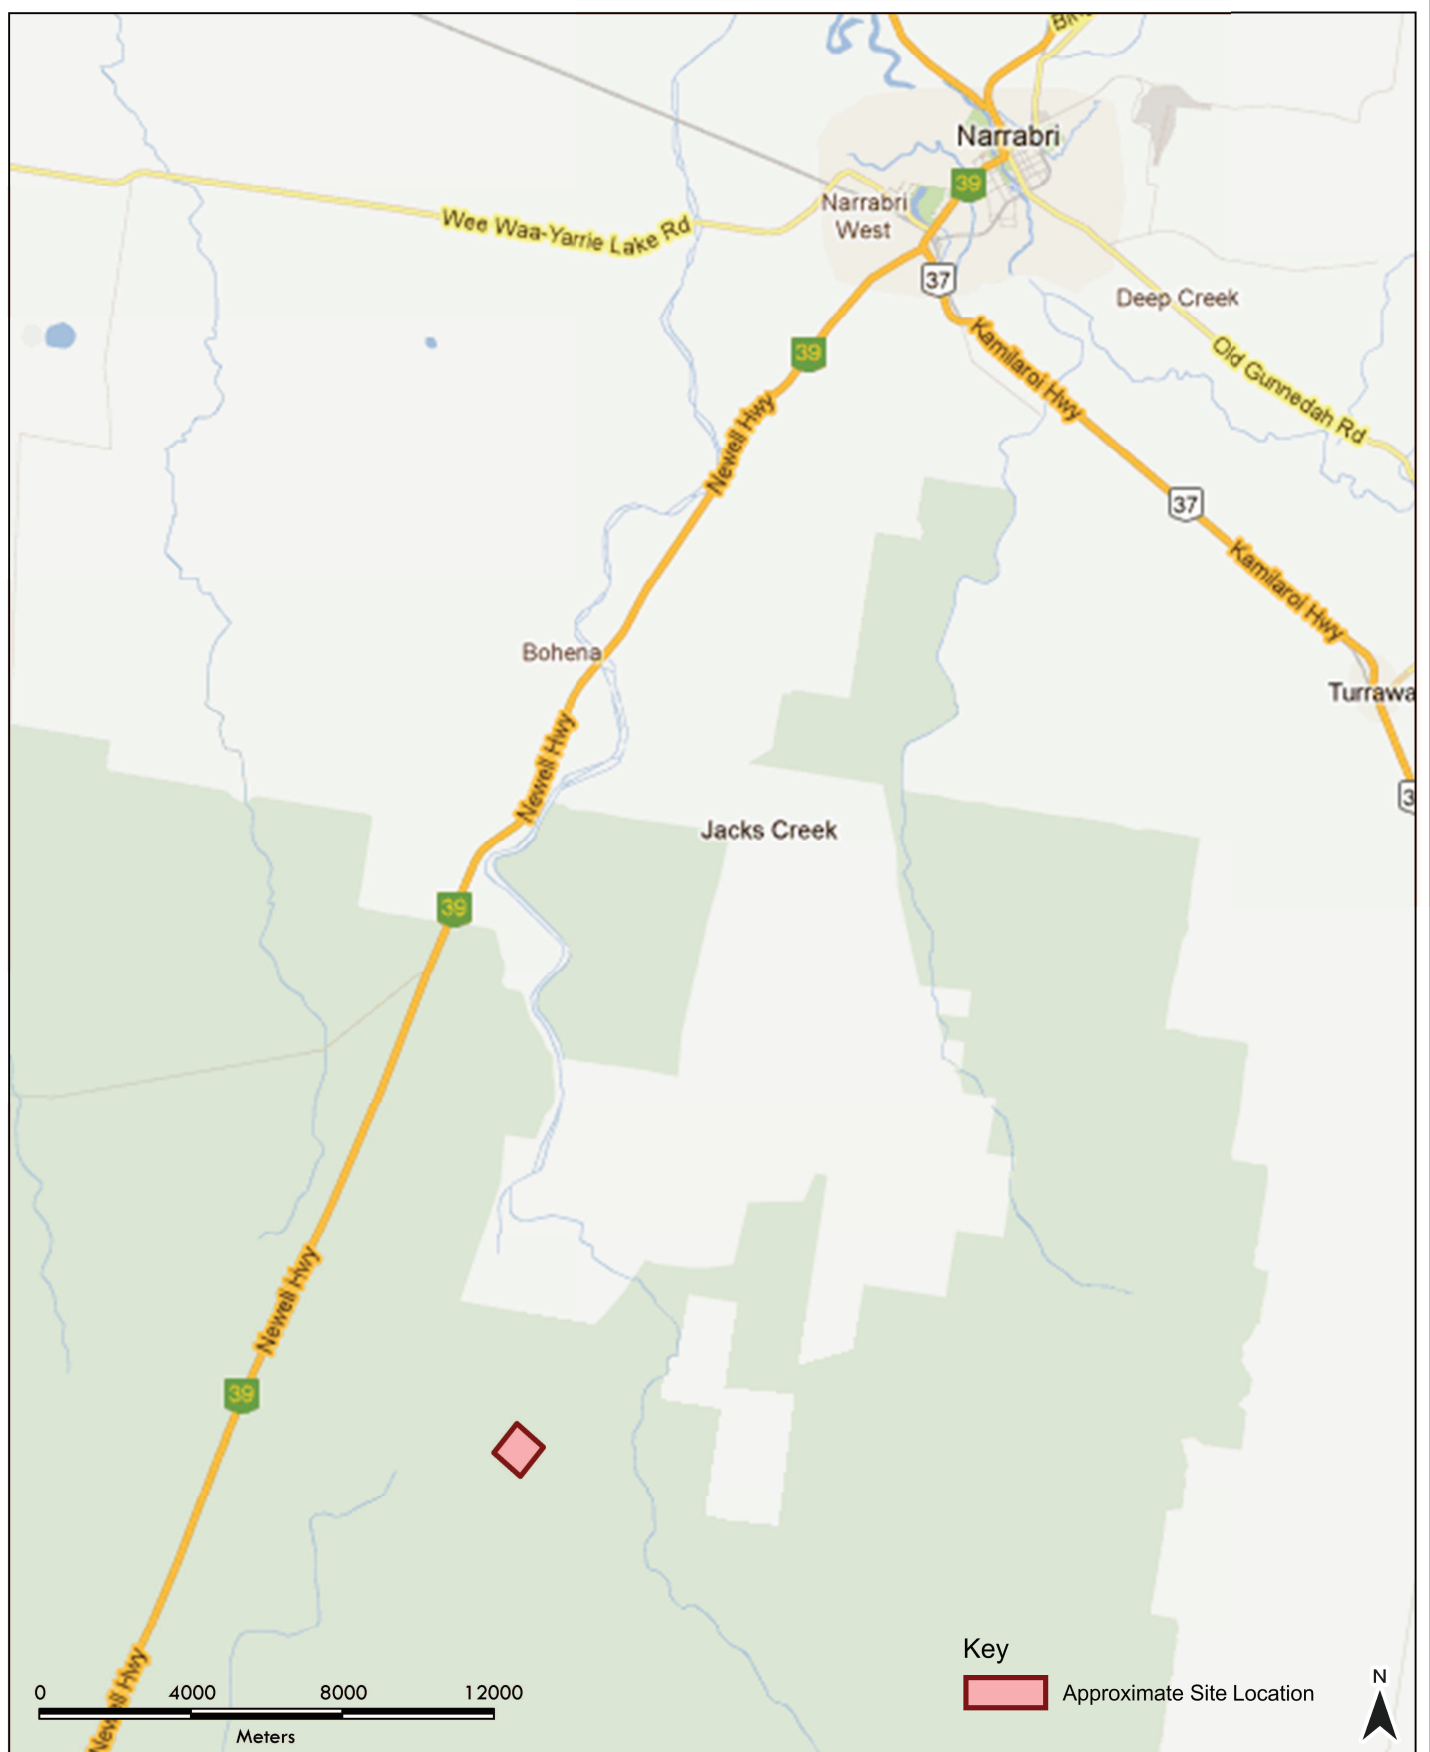 Narrabri
39
Narrabri
West
Wee Waa-Yarrie Lake Rd
37
Deep Creek
Kamilaroi Hwy
Old Gunnedah Rd
39
Newell Hwy
37
Kamilaroi Hwy
Bohena
Turrawa
Newell Hwy
3
Jacks Creek
39
Newell Hwy
39
Newell Hwy
Key
Approximate Site Location
N
0 4000 8000 12000
Meters